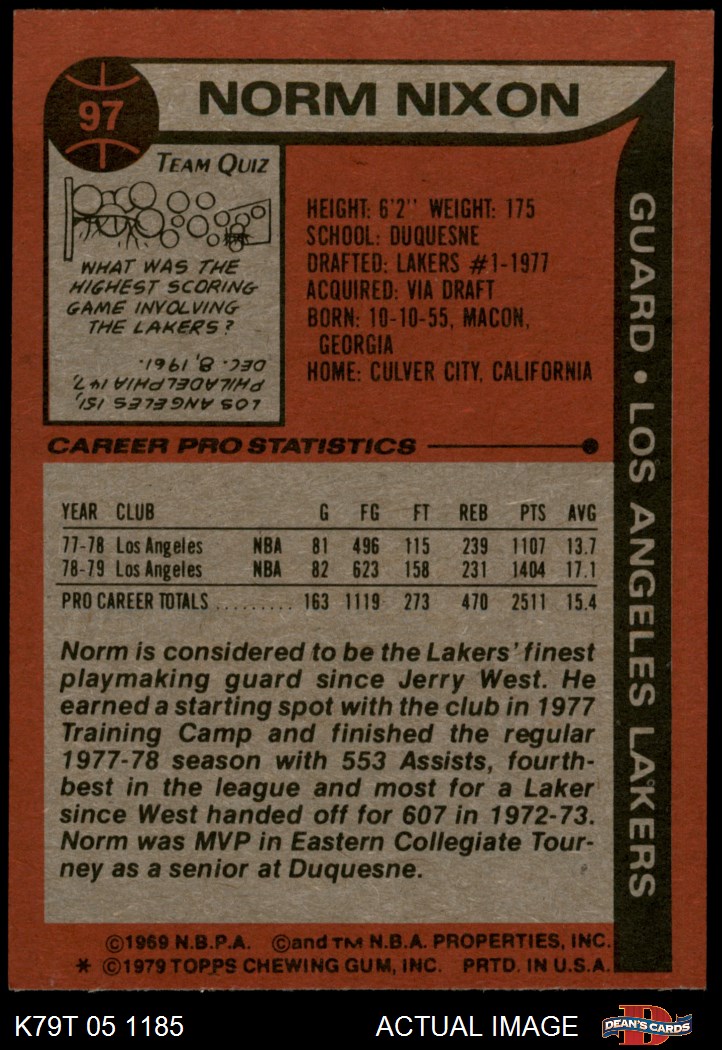 97
NORM NIXON
TEAM QUIZ
WHAT WAS THE
HIGHEST SCORING
GAME INVOLVING
THE LAKERS?
LOS ANGELES 151,
PHILADELPHIA 147,
DEC. 8, 1961.
HEIGHT: 6'2" WEIGHT: 175
SCHOOL: DUQUESNE
DRAFTED: LAKERS #1-1977
ACQUIRED: VIA DRAFT
BORN: 10-10-55, MACON,
GEORGIA
HOME: CULVER CITY, CALIFORNIA
GUARD • LOS ANGELES LAKERS
CAREER PRO STATISTICS
YEAR CLUB G FG FT REB PTS AVG
77-78 Los Angeles NBA 81 496 115 239 1107 13.7
78-79 Los Angeles NBA 82 623 158 231 1404 17.1
PRO CAREER TOTALS ......... 163 1119 273 470 2511 15.4
Norm is considered to be the Lakers' finest
playmaking guard since Jerry West. He
earned a starting spot with the club in 1977
Training Camp and finished the regular
1977-78 season with 553 Assists, fourth-
best in the league and most for a Laker
since West handed off for 607 in 1972-73.
Norm was MVP in Eastern Collegiate Tour-
ney as a senior at Duquesne.
©1969 N.B.P.A. ©and TM N.B.A. PROPERTIES, INC.
* ©1979 TOPPS CHEWING GUM, INC. PRTD. IN U.S.A.
K79T 05 1185 ACTUAL IMAGE D DEAN'S CARDS